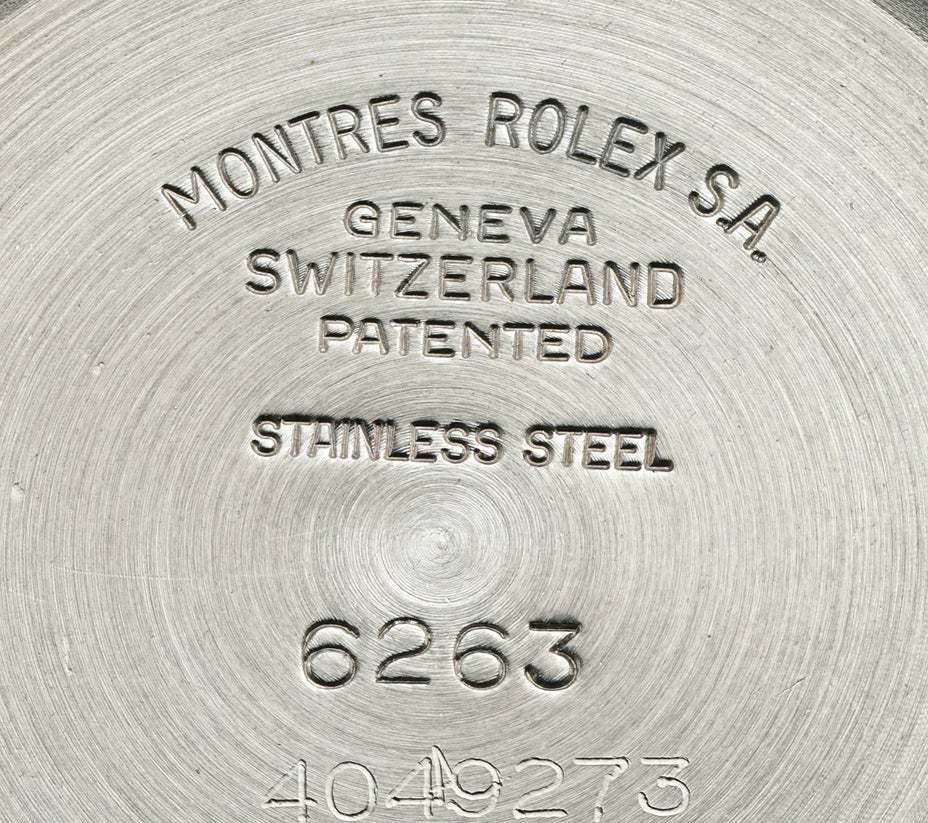 MONTRES ROLEX S.A.
GENEVA
SWITZERLAND
PATENTED
STAINLESS STEEL
6263
4049273